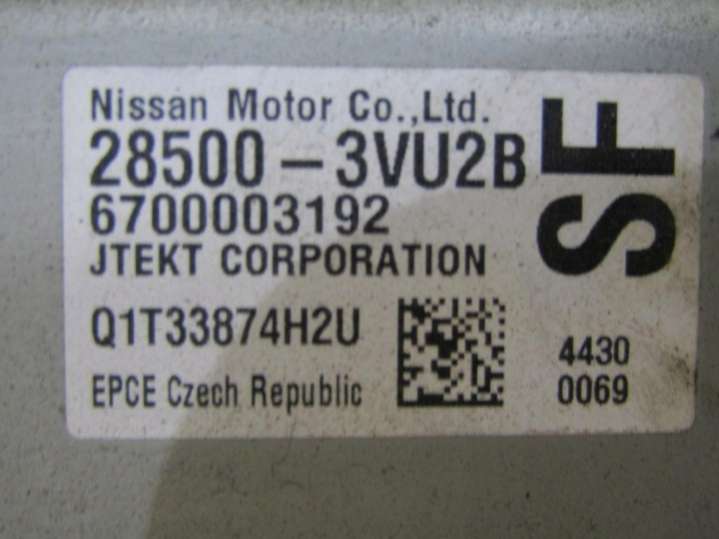 Nissan Motor Co.,Ltd.
28500-3VU2B
6700003192
JTEKT CORPORATION
SF
Q1T33874H2U
EPCE Czech Republic
4430
0069